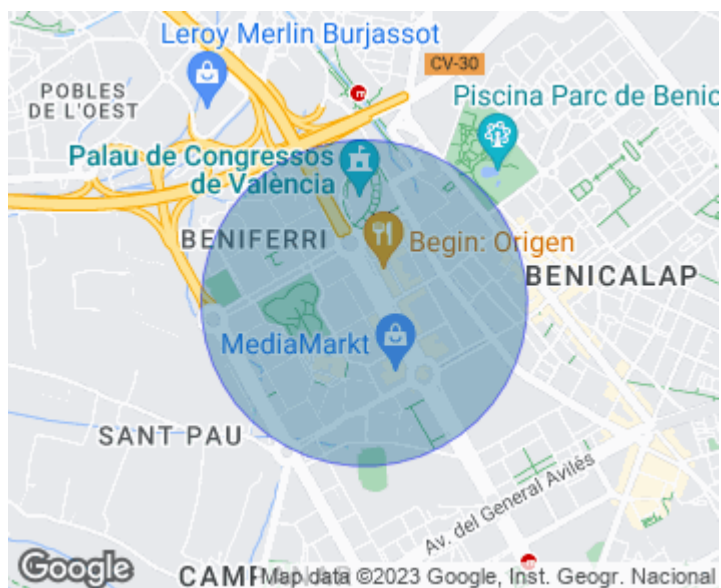 Leroy Merlin Burjassot
CV-30
POBLES
DE L'OEST
Piscina Parc de Benic
Palau de Congressos
de València
BENIFERRI
Begin: Origen
BENICALAP
MediaMarkt
SANT PAU
Av. del General Avilés
Google
Map data ©2023 Google, Inst. Geogr. Nacional